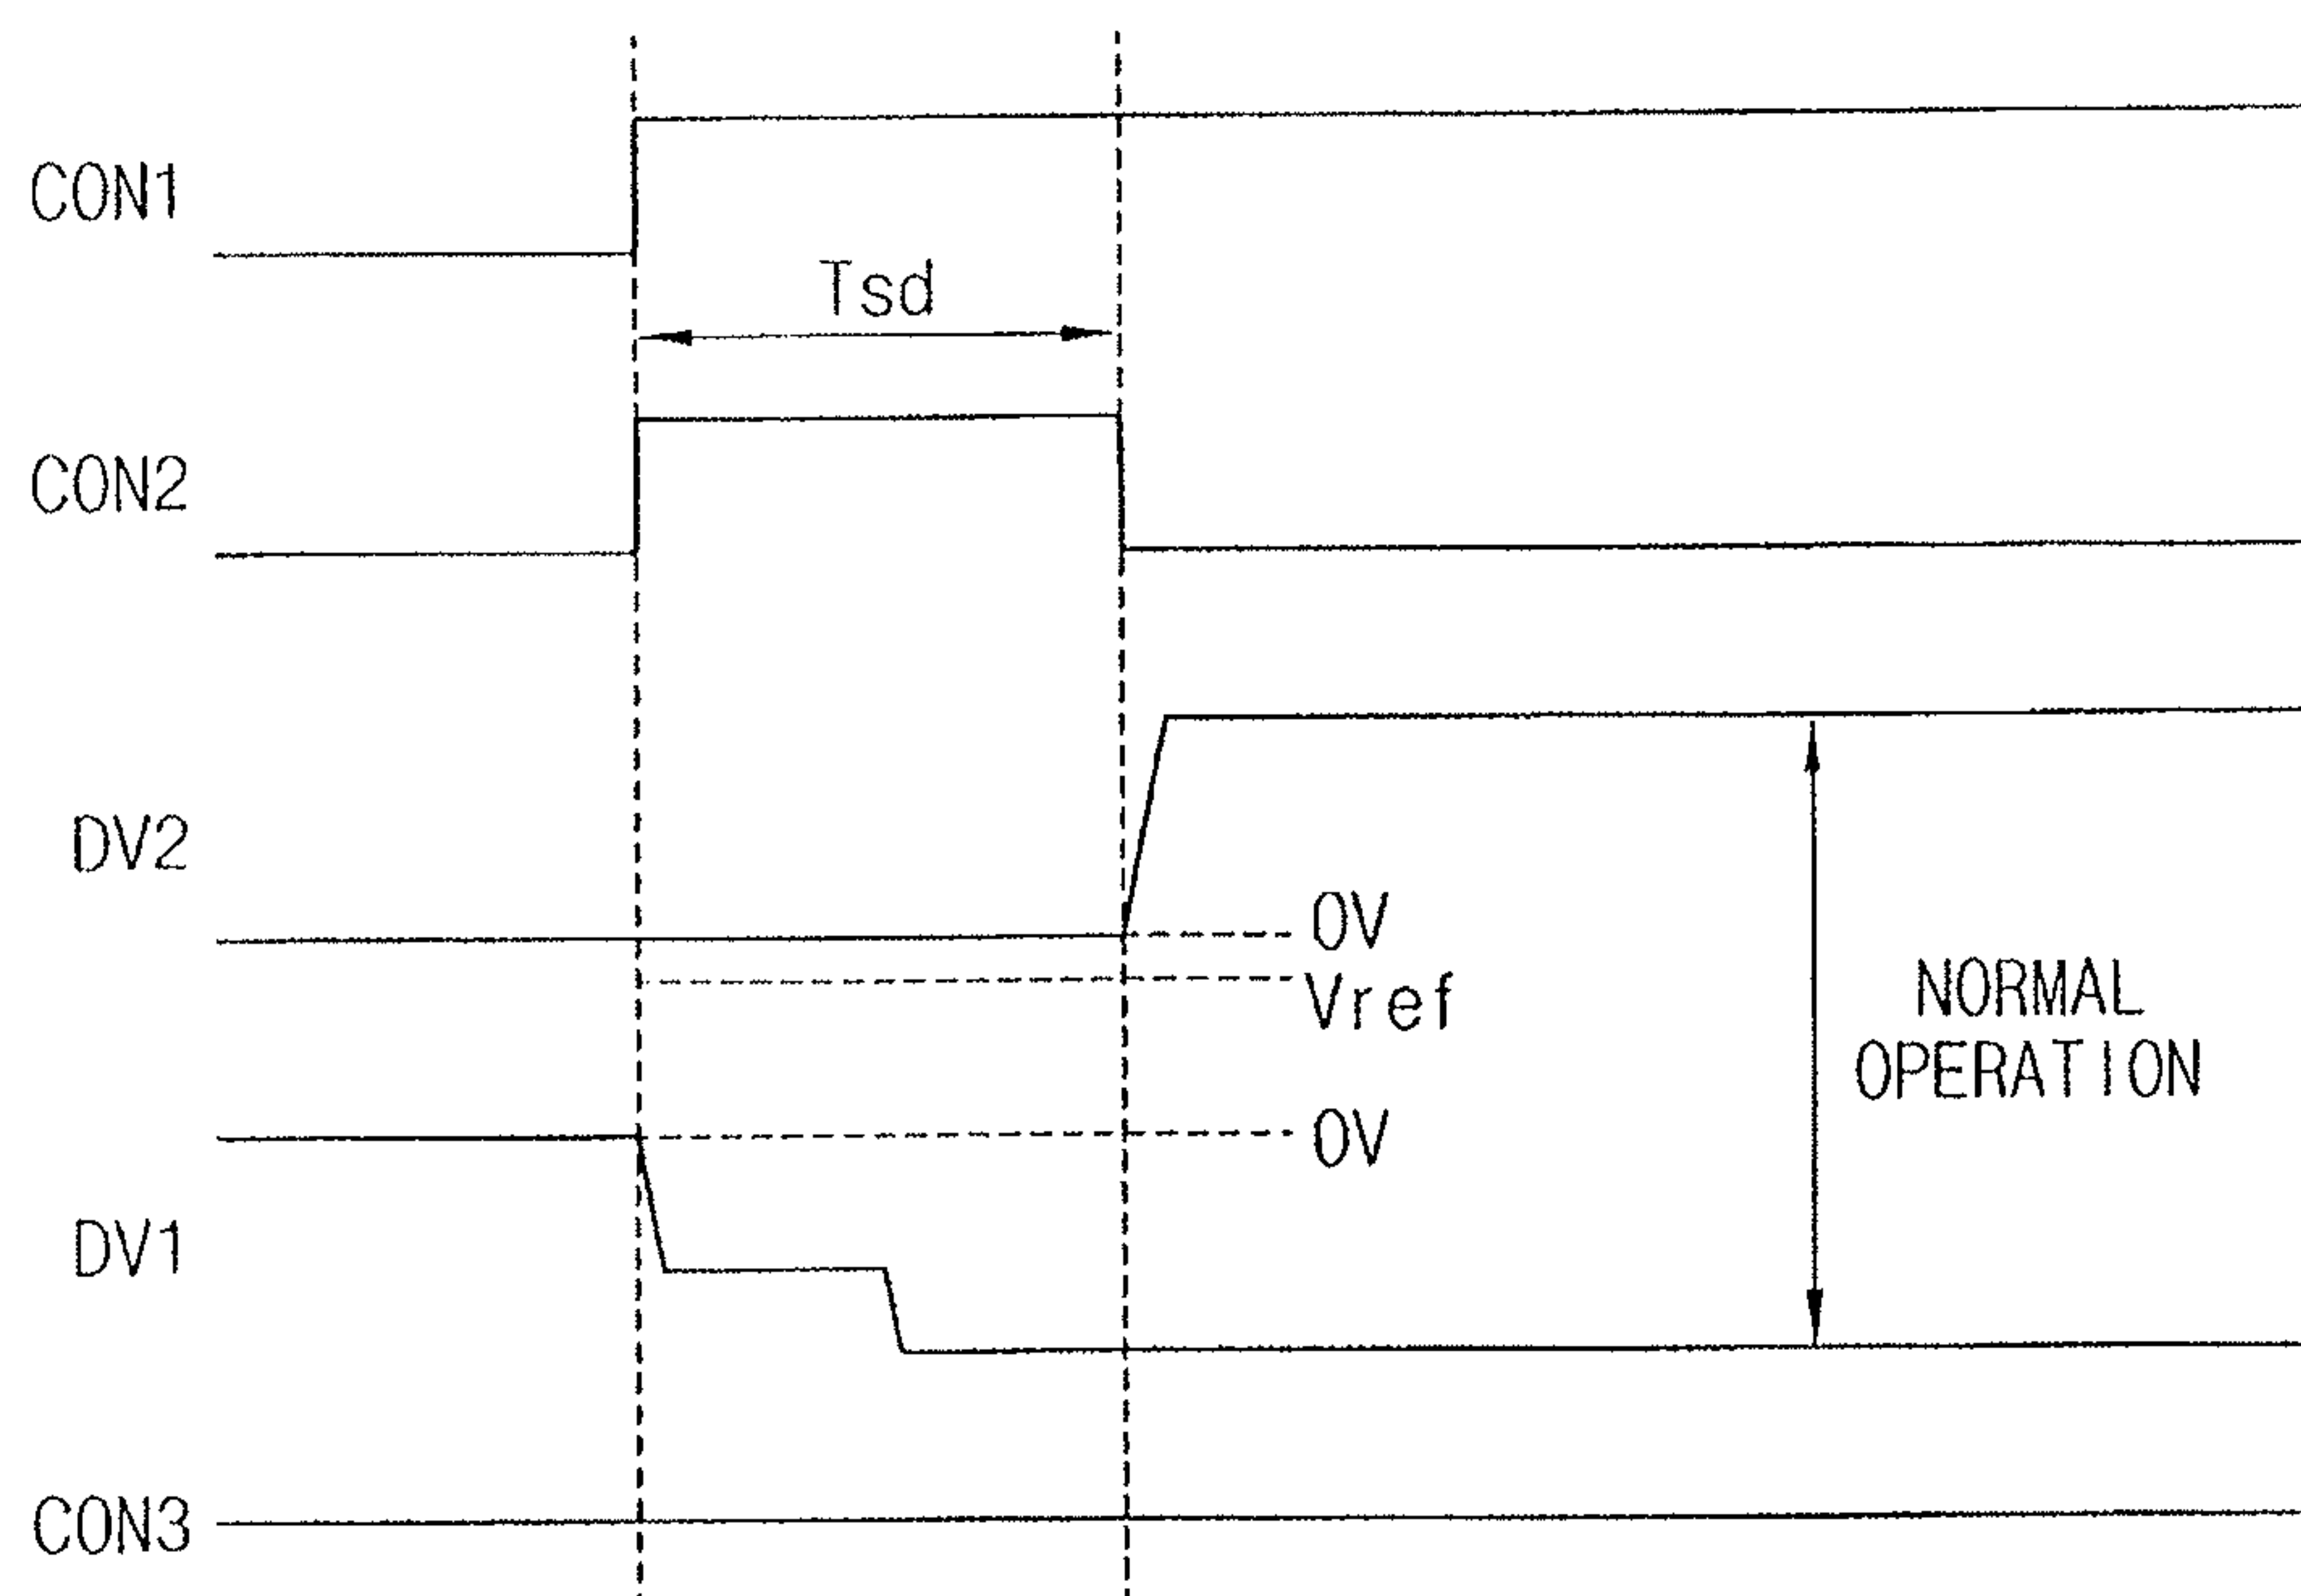 CON1
Tsd
CON2
DV2
0V
Vref
NORMAL
OPERATION
0V
DV1
CON3